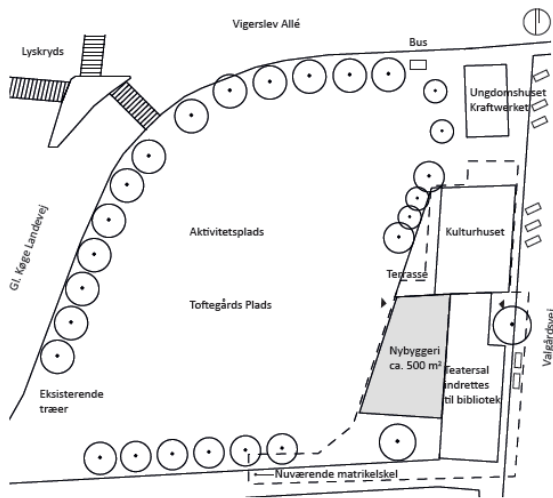 Vigerslev Allé
Lyskryds
Bus
Ungdomshuset
Kraftwerket
Gl. Køge Landevej
Aktivitetsplads
Kulturhuset
Terrasse
Toftegårds Plads
Nybyggeri
ca. 500 m²
Teatersal
indrettes
til bibliotek
Valgårdsvej
Eksisterende
træer
Nuværende matrikelskel